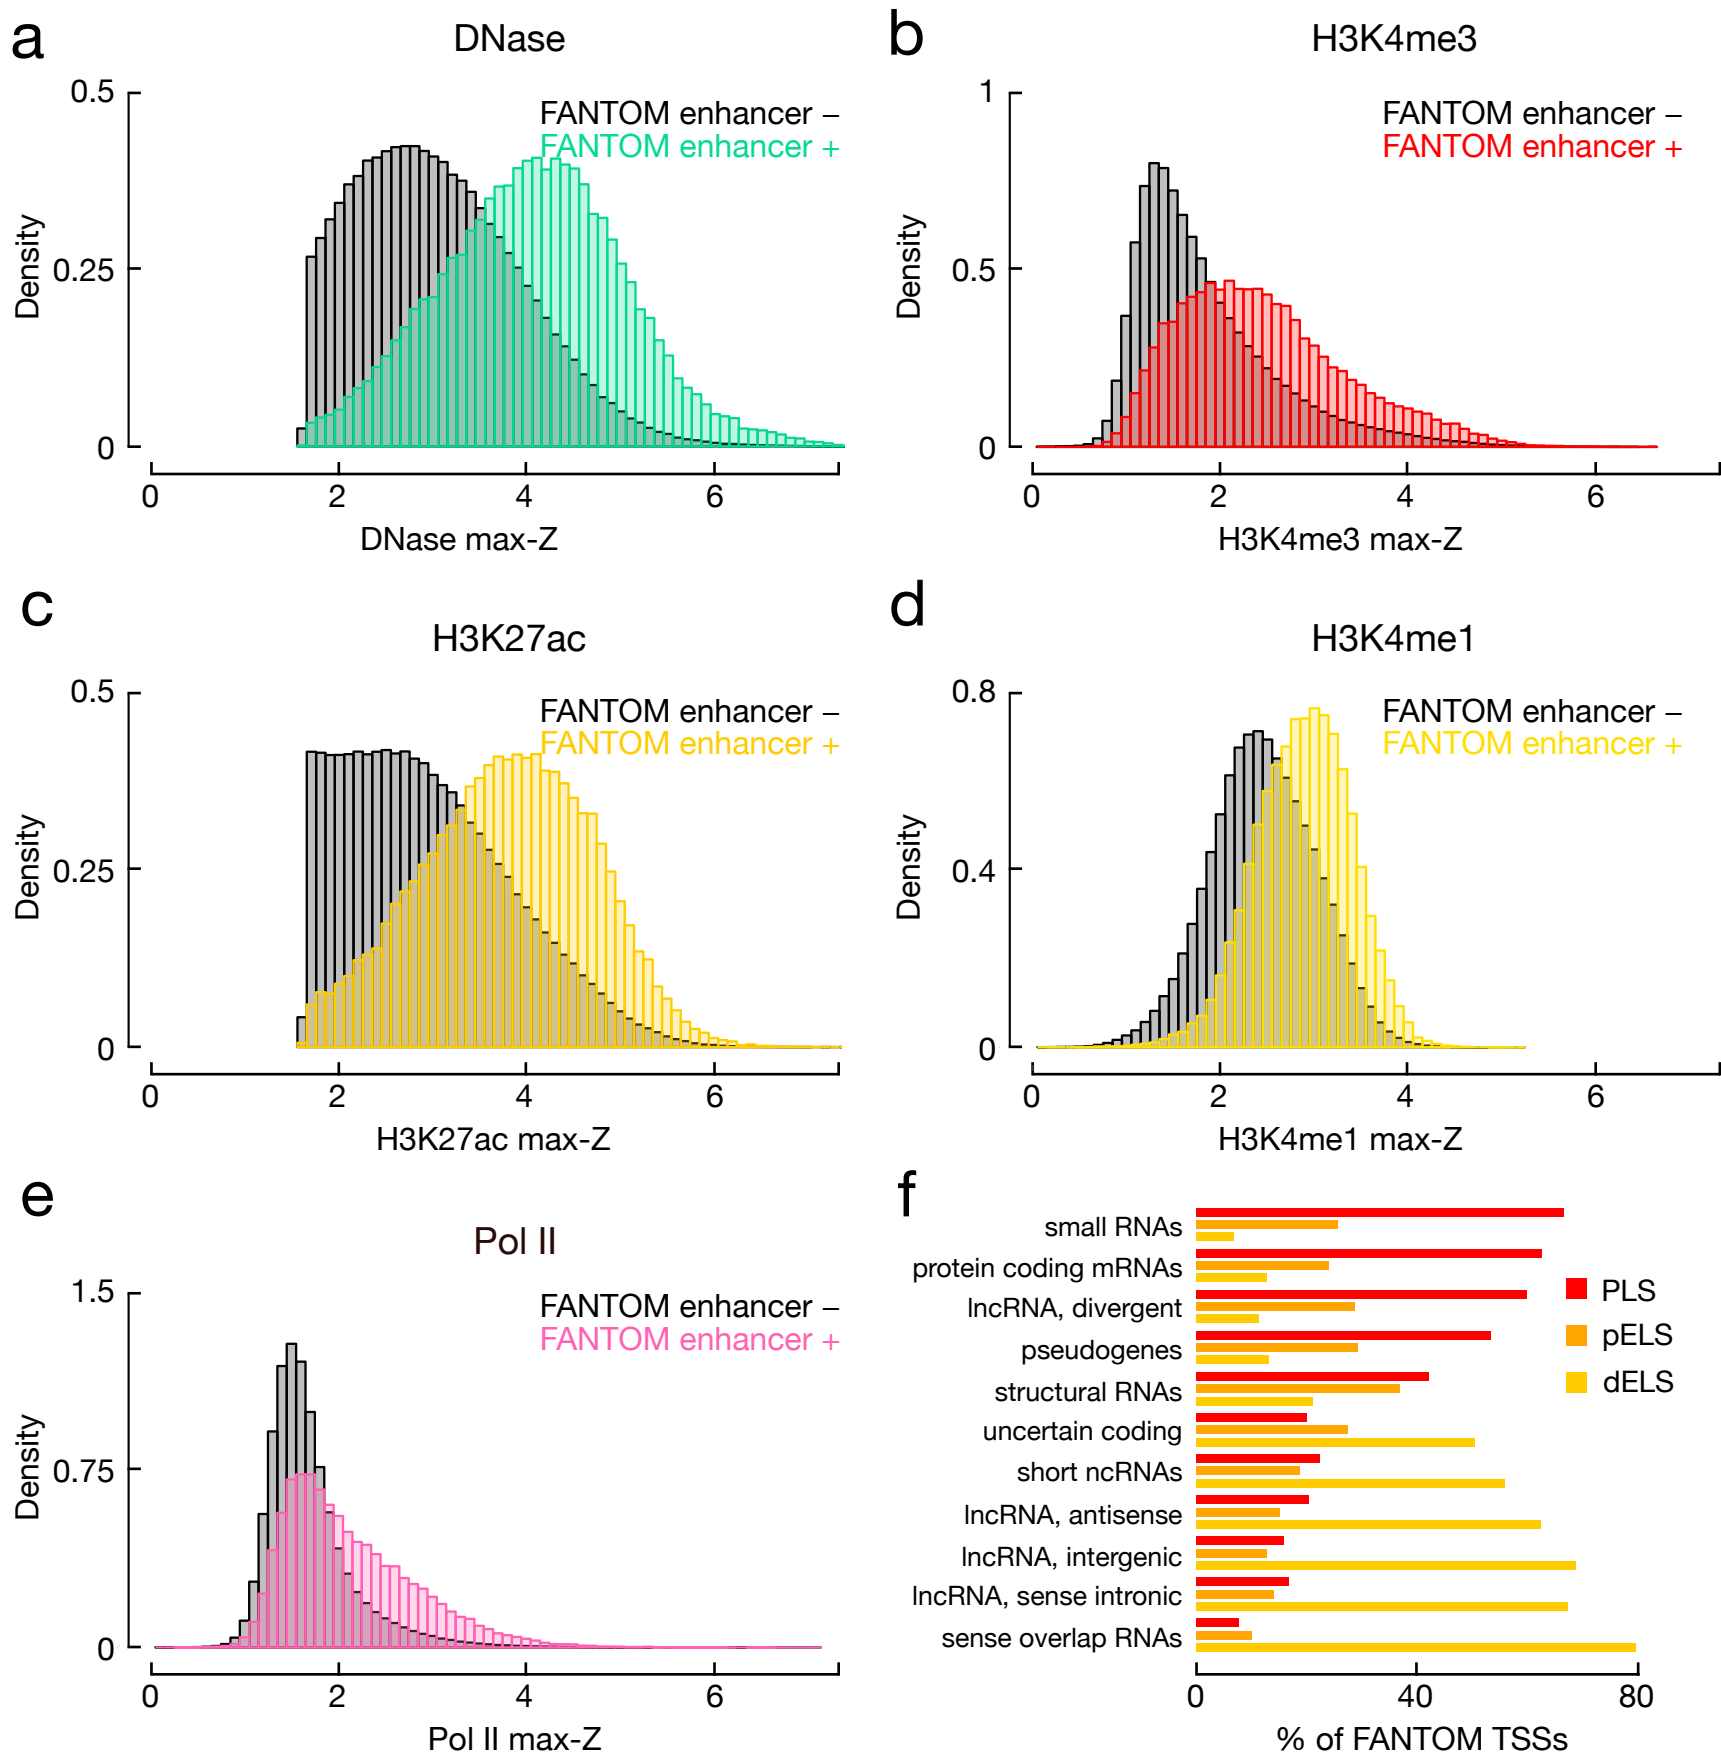 a
DNase
0.5
0.25
0
Density
FANTOM enhancer –
FANTOM enhancer +
0 2 4 6
DNase max-Z
b
H3K4me3
1
0.5
0
Density
FANTOM enhancer –
FANTOM enhancer +
0 2 4 6
H3K4me3 max-Z
c
H3K27ac
0.5
0.25
0
Density
FANTOM enhancer –
FANTOM enhancer +
0 2 4 6
H3K27ac max-Z
d
H3K4me1
0.8
0.4
0
Density
FANTOM enhancer –
FANTOM enhancer +
0 2 4 6
H3K4me1 max-Z
e
Pol II
1.5
0.75
0
Density
FANTOM enhancer –
FANTOM enhancer +
0 2 4 6
Pol II max-Z
f
small RNAs
protein coding mRNAs
lncRNA, divergent
pseudogenes
structural RNAs
uncertain coding
short ncRNAs
lncRNA, antisense
lncRNA, intergenic
lncRNA, sense intronic
sense overlap RNAs
PLS
pELS
dELS
0 40 80
% of FANTOM TSSs